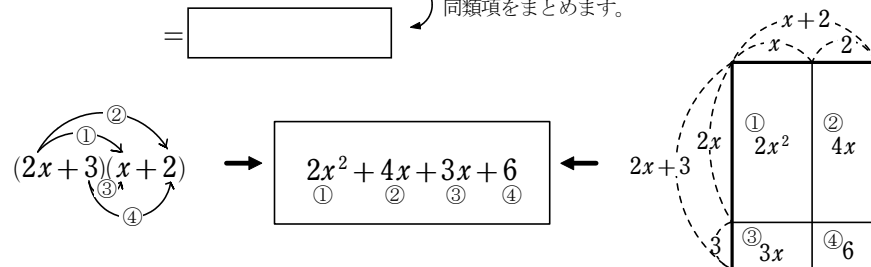 同類項をまとめます。
=
(2x+3)(x+2)
①
②
③
④
2x²+4x+3x+6
①
②
③
④
x+2
x
2
2x+3
2x
3
①
2x²
②
4x
③
3x
④
6